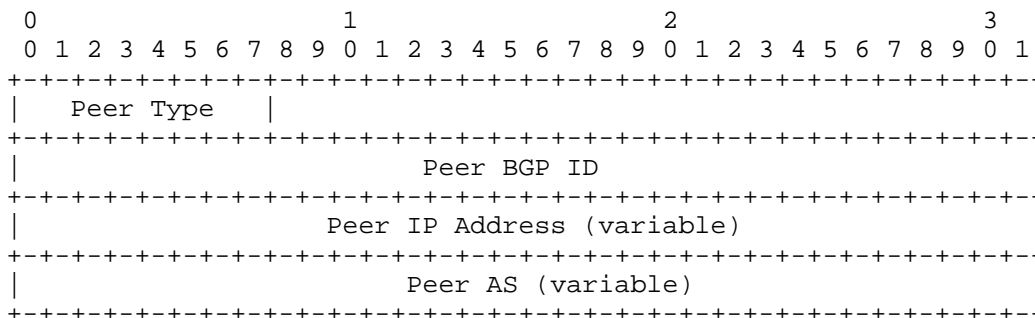 0                   1                   2                   3
0 1 2 3 4 5 6 7 8 9 0 1 2 3 4 5 6 7 8 9 0 1 2 3 4 5 6 7 8 9 0 1
+-+-+-+-+-+-+-+-+-+-+-+-+-+-+-+-+-+-+-+-+-+-+-+-+-+-+-+-+-+-+-+-
|   Peer Type   |
+-+-+-+-+-+-+-+-+-+-+-+-+-+-+-+-+-+-+-+-+-+-+-+-+-+-+-+-+-+-+-+-
|                         Peer BGP ID
+-+-+-+-+-+-+-+-+-+-+-+-+-+-+-+-+-+-+-+-+-+-+-+-+-+-+-+-+-+-+-+-
|                   Peer IP Address (variable)
+-+-+-+-+-+-+-+-+-+-+-+-+-+-+-+-+-+-+-+-+-+-+-+-+-+-+-+-+-+-+-+-
|                        Peer AS (variable)
+-+-+-+-+-+-+-+-+-+-+-+-+-+-+-+-+-+-+-+-+-+-+-+-+-+-+-+-+-+-+-+-